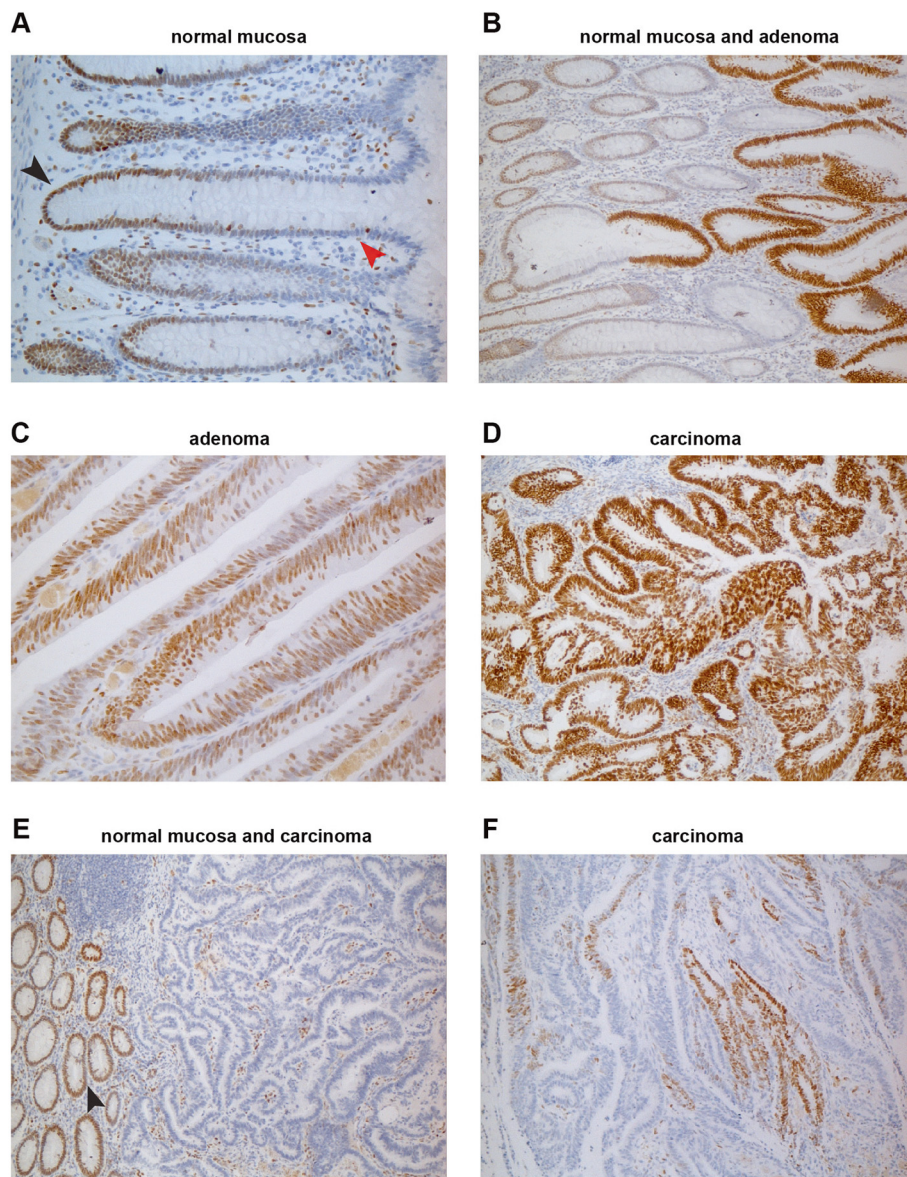 A
normal mucosa
B
normal mucosa and adenoma
C
adenoma
D
carcinoma
E
normal mucosa and carcinoma
F
carcinoma